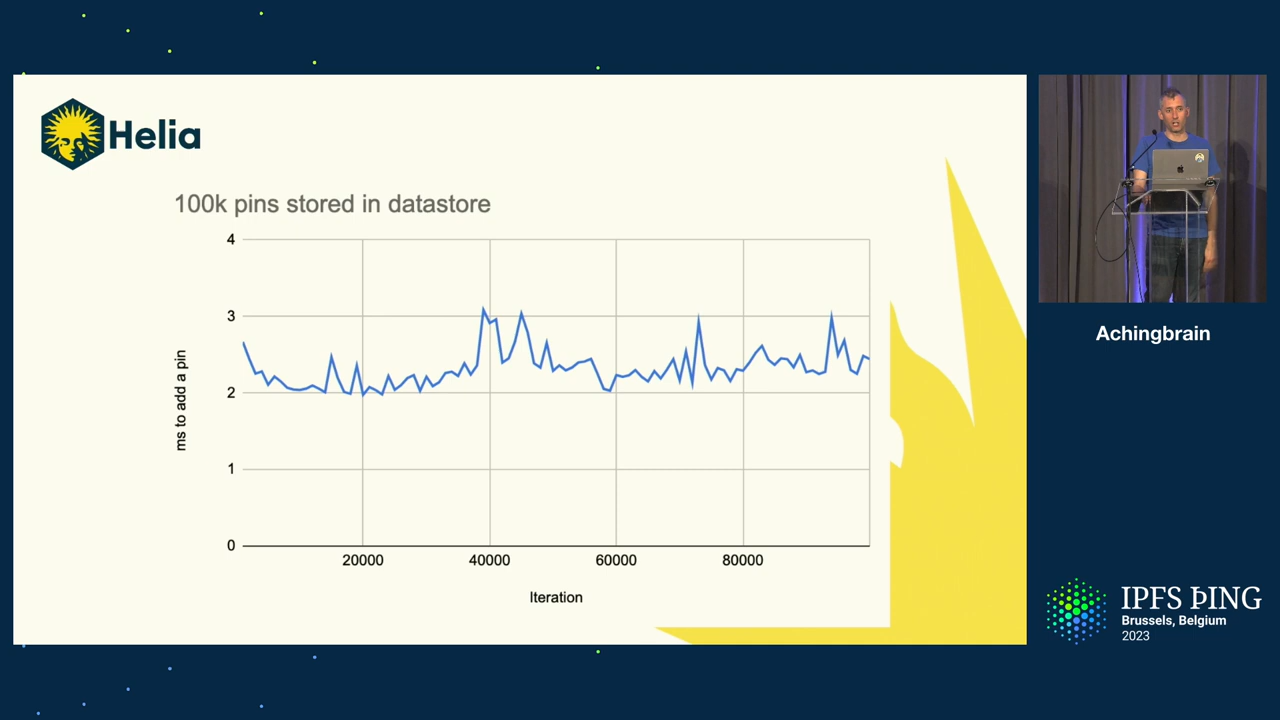 Helia
100k pins stored in datastore
4
3
2
1
0
ms to add a pin
20000
40000
60000
80000
Iteration
Achingbrain
IPFS ÞING
Brussels, Belgium
2023